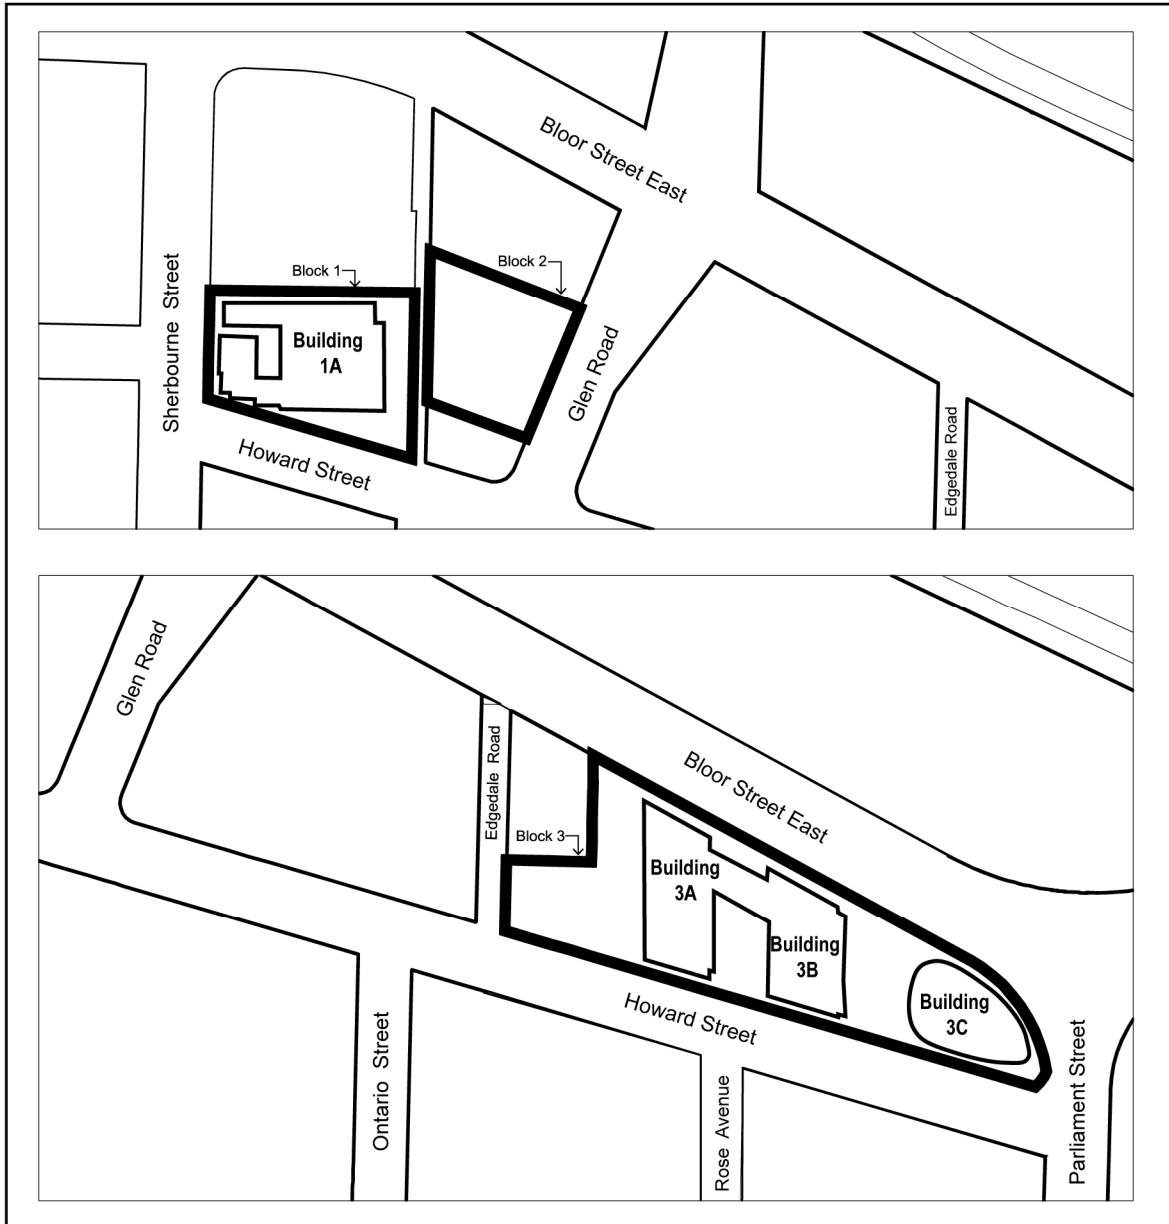 Bloor Street East
Block 2
Block 1
Sherbourne Street
Building
1A
Glen Road
Howard Street
Edgedale Road
Glen Road
Edgedale Road
Bloor Street East
Block 3
Building
3A
Building
3B
Building
3C
Howard Street
Ontario Street
Rose Avenue
Parliament Street